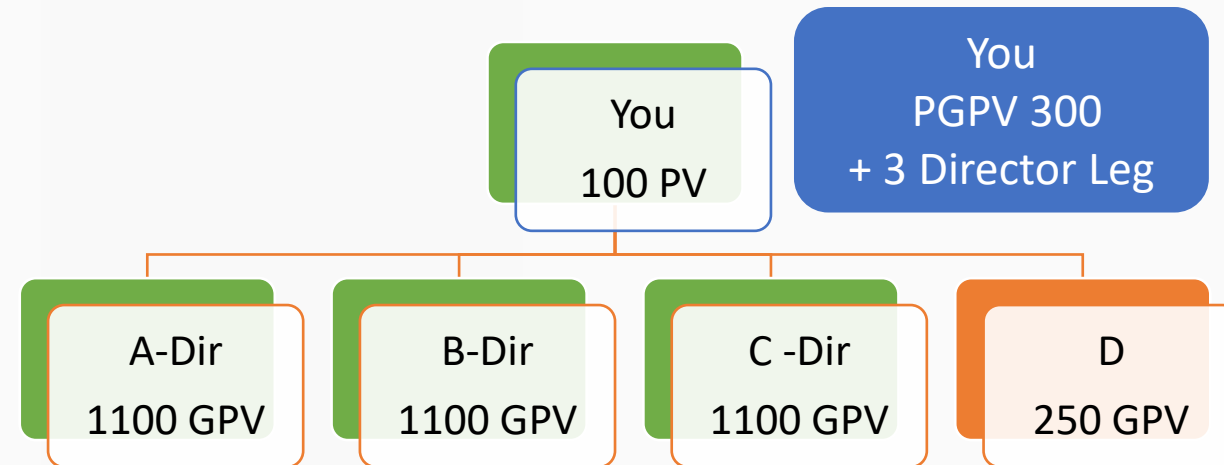 You
100 PV
You
PGPV 300
+ 3 Director Leg
A-Dir
1100 GPV
B-Dir
1100 GPV
C -Dir
1100 GPV
D
250 GPV